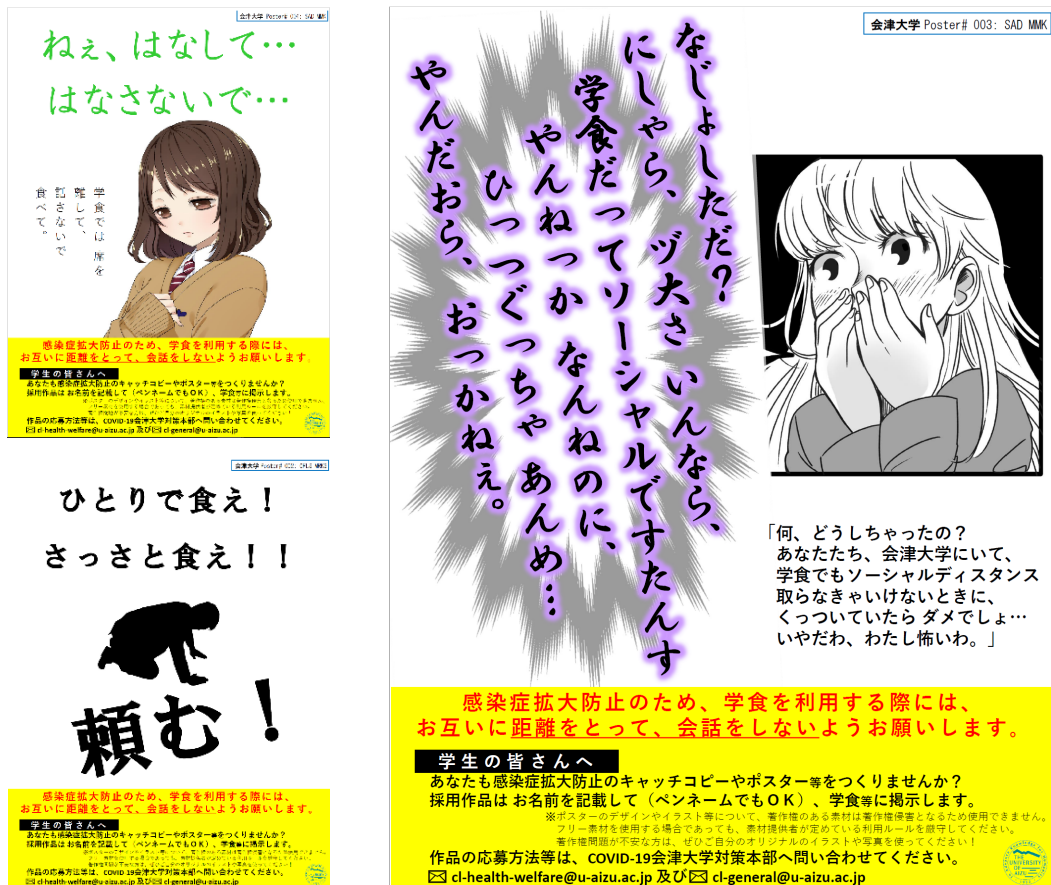 会津大学 Poster# 004: SAD MMK
ねぇ、はなして…
はなさないで…
学食では 席を
離して、
話さないで
食べて。
感染症拡大防止のため、学食を利用する際には、
お互いに距離をとって、会話をしないようお願いします。
学生の皆さんへ
あなたも感染症拡大防止のキャッチコピーやポスター等をつくりませんか?
採用作品は お名前を記載して（ペンネームでもOK）、学食等に掲示します。
作品の応募方法等は、COVID-19会津大学対策本部へ問い合わせてください。
cl-health-welfare@u-aizu.ac.jp 及び cl-general@u-aizu.ac.jp
会津大学 Poster# 002:
ひとりで食え！
さっさと食え！！
頼む！
感染症拡大防止のため、学食を利用する際には、
お互いに距離をとって、会話をしないようお願いします。
学生の皆さんへ
あなたも感染症拡大防止のキャッチコピーやポスター等をつくりませんか?
採用作品は お名前を記載して（ペンネームでもOK）、学食等に掲示します。
作品の応募方法等は、COVID-19会津大学対策本部へ問い合わせてください。
cl-health-welfare@u-aizu.ac.jp 及び cl-general@u-aizu.ac.jp
会津大学 Poster# 003: SAD MMK
なじょしただ？
にしゃら、ヅ大さ いんなら、
学食だってソーシャルですたんす
やんねっか なんねのに、
ひっつぐっちゃ あんめ…
やんだおら、おっかねぇ。
「何、どうしちゃったの？
あなたたち、会津大学にいて、
学食でもソーシャルディスタンス
取らなきゃいけないときに、
くっついていたら ダメでしょ…
いやだわ、わたし怖いわ。」
感染症拡大防止のため、学食を利用する際には、
お互いに距離をとって、会話をしないようお願いします。
学生の皆さんへ
あなたも感染症拡大防止のキャッチコピーやポスター等をつくりませんか？
採用作品は お名前を記載して（ペンネームでもＯＫ）、学食等に掲示します。
※ポスターのデザインやイラスト等について、著作権のある素材は著作権侵害となるため使用できません。
フリー素材を使用する場合であっても、素材提供者が定めている利用ルールを厳守してください。
著作権問題が不安な方は、ぜひご自分のオリジナルのイラストや写真を使ってください！
作品の応募方法等は、COVID-19会津大学対策本部へ問い合わせてください。
cl-health-welfare@u-aizu.ac.jp 及び cl-general@u-aizu.ac.jp
THE UNIVERSITY OF AIZU